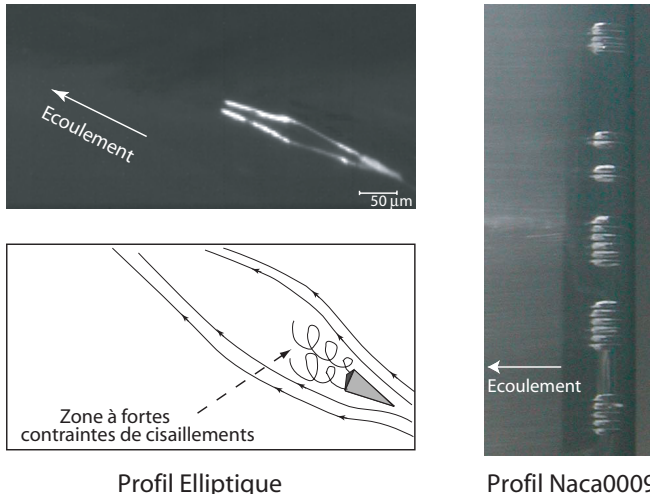 Ecoulement
50 µm
Zone à fortes
contraintes de cisaillements
Ecoulement
Profil Elliptique
Profil Naca0009